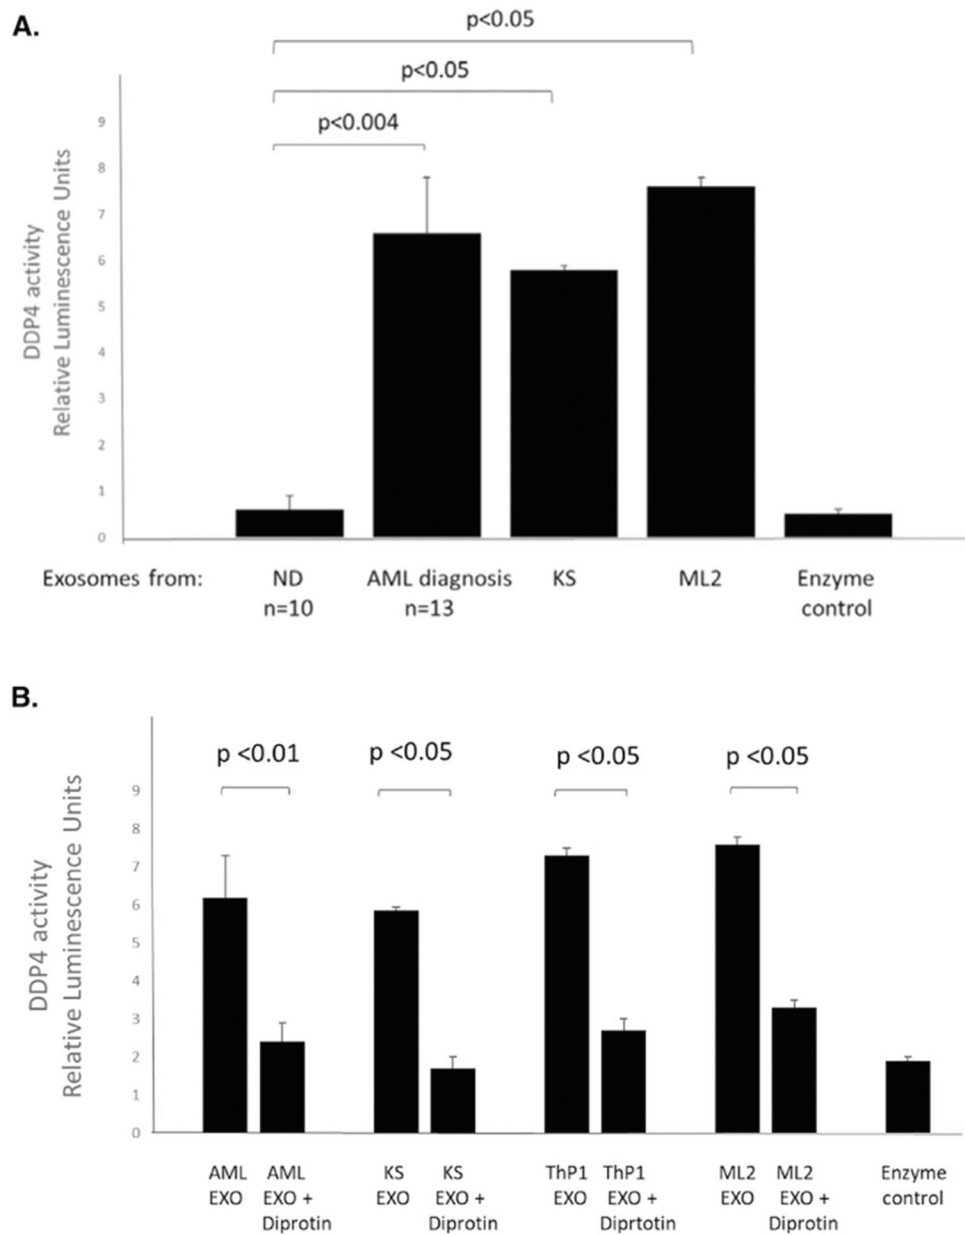 A.
p<0.05
p<0.05
p<0.004
DDP4 activity
Relative Luminescence Units
9
8
7
6
5
4
3
2
1
0
Exosomes from:
ND
n=10
AML diagnosis
n=13
KS
ML2
Enzyme
control
B.
p <0.01
p <0.05
p <0.05
p <0.05
DDP4 activity
Relative Luminescence Units
9
8
7
6
5
4
3
2
1
0
AML
EXO
AML
EXO +
Diprotin
KS
EXO
KS
EXO +
Diprotin
ThP1
EXO
ThP1
EXO +
Diprtotin
ML2
EXO
ML2
EXO +
Diprotin
Enzyme
control